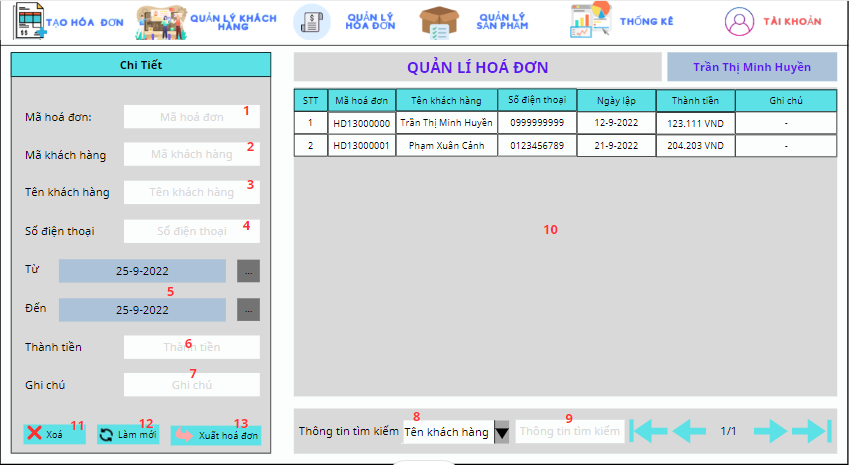 TẠO HÓA ĐƠN
QUẢN LÝ KHÁCH
HÀNG
$
QUẢN LÝ
HÓA ĐƠN
QUẢN LÝ
SẢN PHẨM
THỐNG KÊ
TÀI KHOẢN
Chi Tiết
Mã hoá đơn:
Mã hoá đơn
1
Mã khách hàng
Mã khách hàng
2
Tên khách hàng
Tên khách hàng
3
Số điện thoại
Số điện thoại
4
Từ
25-9-2022
...
5
Đến
25-9-2022
...
Thành tiền
Thành tiền
6
Ghi chú
Ghi chú
7
11
12
13
Xoá
Làm mới
Xuất hoá đơn
QUẢN LÍ HOÁ ĐƠN
Trần Thị Minh Huyền
STT Mã hoá đơn Tên khách hàng Số điện thoại Ngày lập Thành tiền Ghi chú
1 HD13000000 Trần Thị Minh Huyền 0999999999 12-9-2022 123.111 VND -
2 HD13000001 Phạm Xuân Cảnh 0123456789 21-9-2022 204.203 VND -
10
8
9
Thông tin tìm kiếm
Tên khách hàng
Thông tin tìm kiếm
1/1